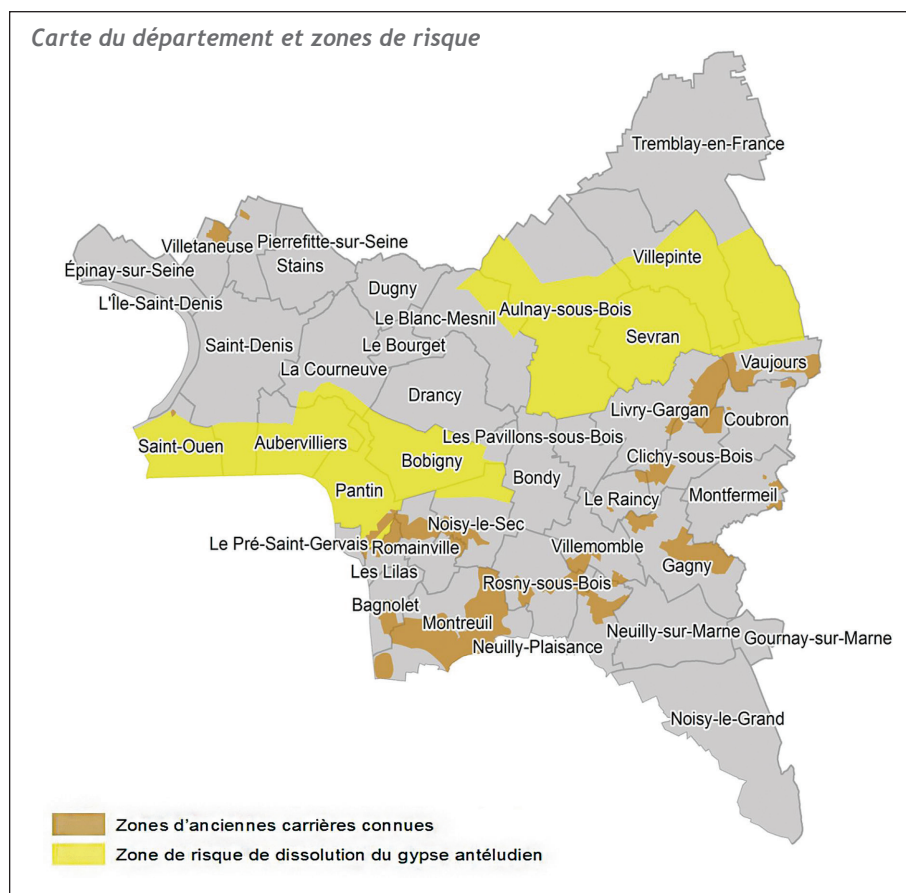 Carte du département et zones de risque
Tremblay-en-France
Villetaneuse
Pierrefitte-sur-Seine
Épinay-sur-Seine
Stains
Villepinte
L'Île-Saint-Denis
Dugny
Aulnay-sous-Bois
Le Blanc-Mesnil
Saint-Denis
Le Bourget
Sevran
La Courneuve
Vaujours
Drancy
Livry-Gargan
Coubron
Saint-Ouen
Aubervilliers
Les Pavillons-sous-Bois
Bobigny
Clichy-sous-Bois
Bondy
Pantin
Le Raincy
Montfermeil
Noisy-le-Sec
Le Pré-Saint-Gervais
Romainville
Villemomble
Gagny
Les Lilas
Rosny-sous-Bois
Bagnolet
Montreuil
Neuilly-sur-Marne
Gournay-sur-Marne
Neuilly-Plaisance
Noisy-le-Grand
Zones d'anciennes carrières connues
Zone de risque de dissolution du gypse antéludien